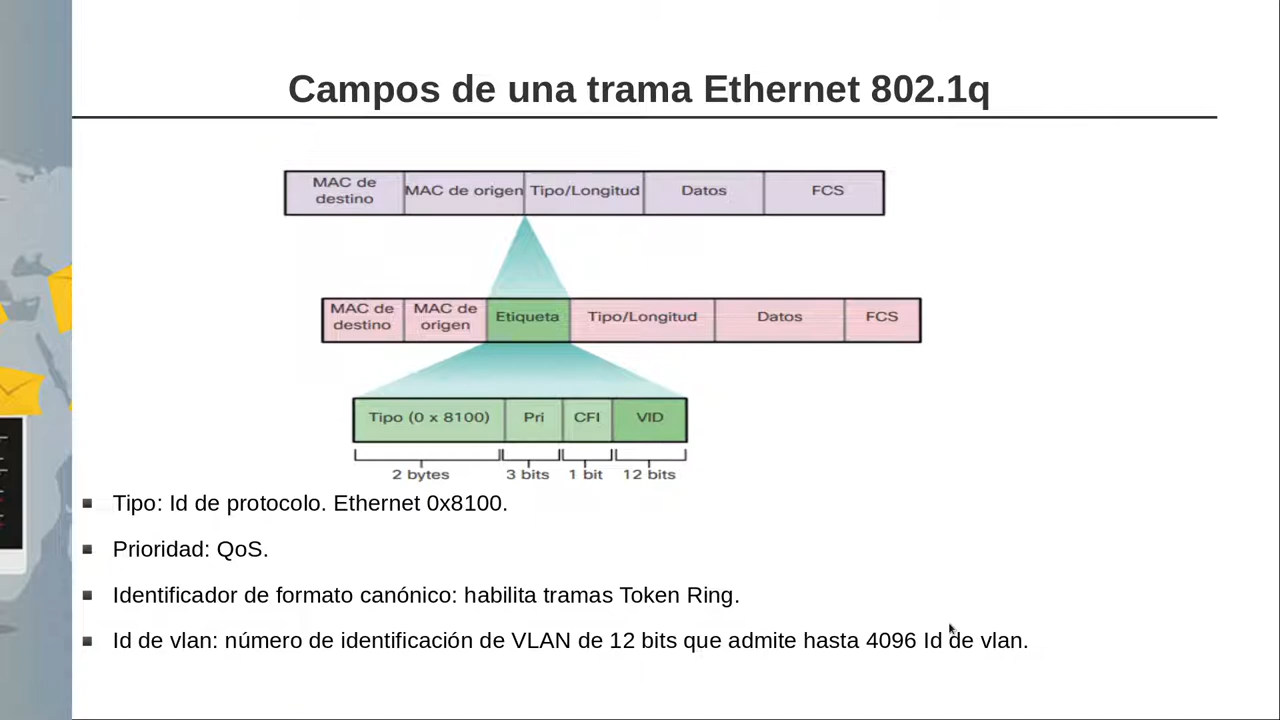 Campos de una trama Ethernet 802.1q
MAC de destino MAC de origen Tipo/Longitud Datos FCS
MAC de destino MAC de origen Etiqueta Tipo/Longitud Datos FCS
Tipo (0 x 8100) Pri CFI VID
2 bytes 3 bits 1 bit 12 bits
Tipo: Id de protocolo. Ethernet 0x8100.
Prioridad: QoS.
Identificador de formato canónico: habilita tramas Token Ring.
Id de vlan: número de identificación de VLAN de 12 bits que admite hasta 4096 Id de vlan.